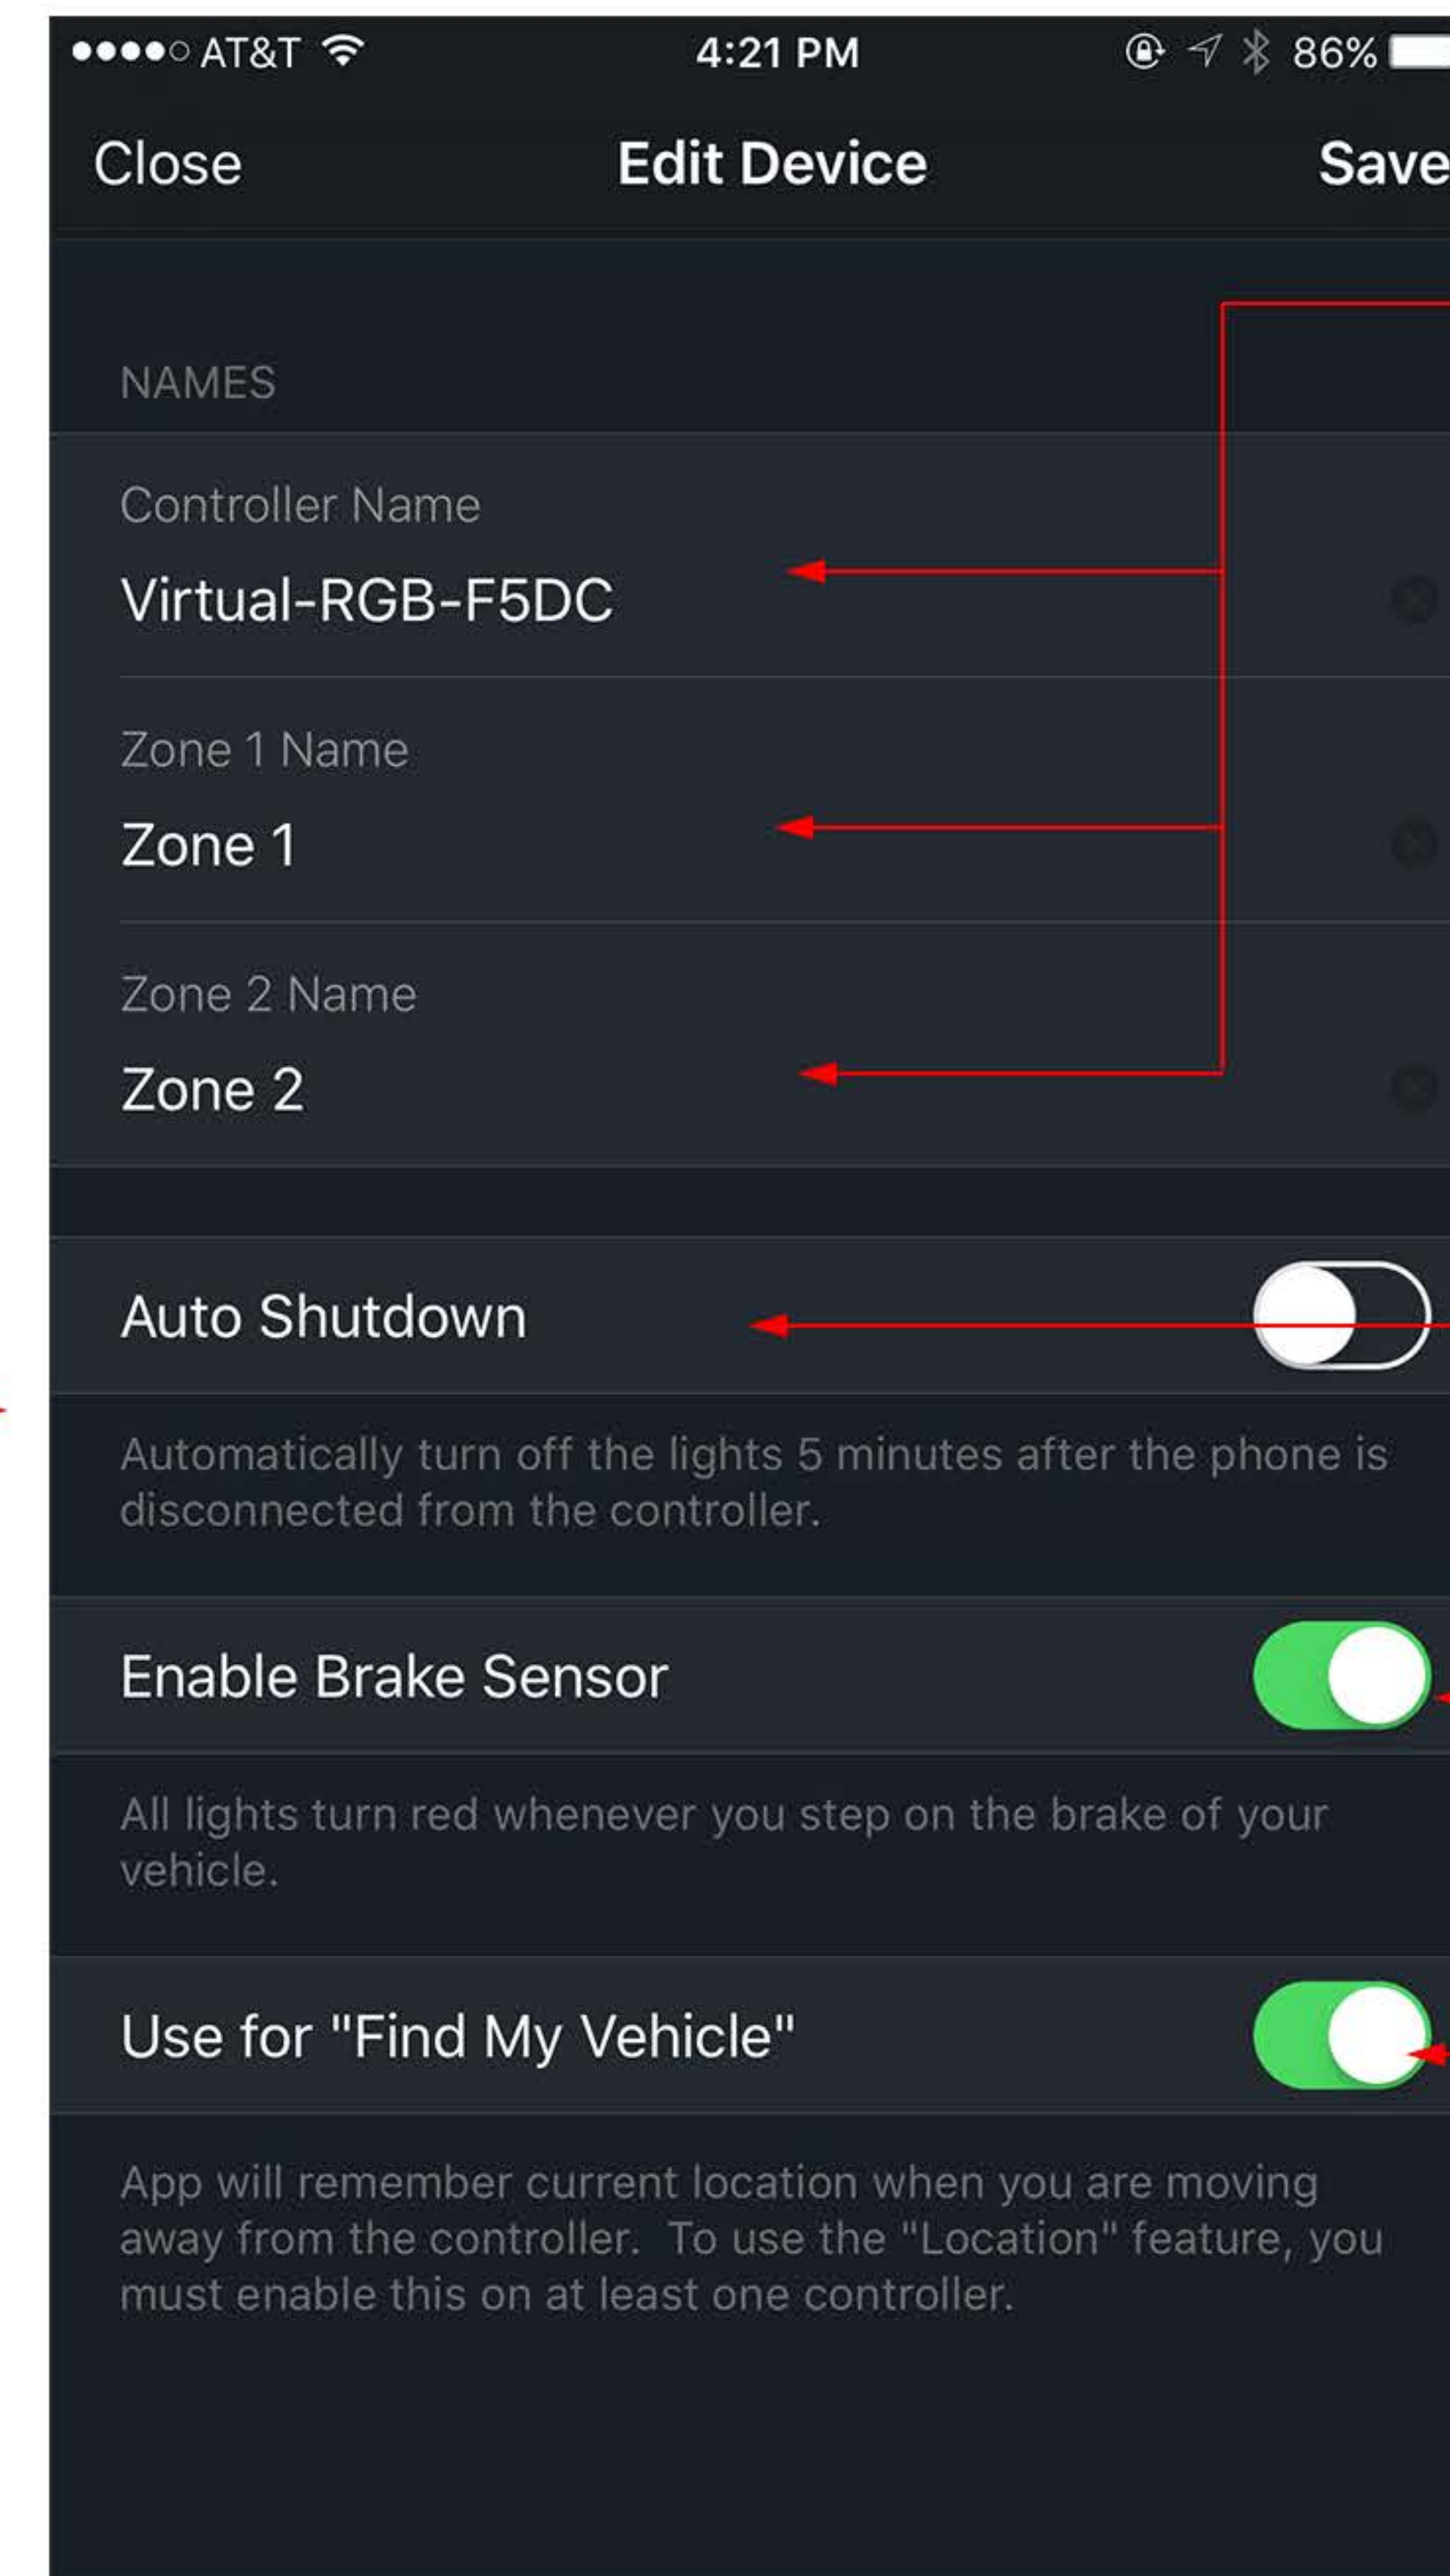 AT&T 4:21 PM 86%
Close Edit Device Save
NAMES
Controller Name
Virtual-RGB-F5DC
Zone 1 Name
Zone 1
Zone 2 Name
Zone 2
Auto Shutdown
Automatically turn off the lights 5 minutes after the phone is
disconnected from the controller.
Enable Brake Sensor
All lights turn red whenever you step on the brake of your
vehicle.
Use for "Find My Vehicle"
App will remember current location when you are moving
away from the controller.  To use the "Location" feature, you
must enable this on at least one controller.